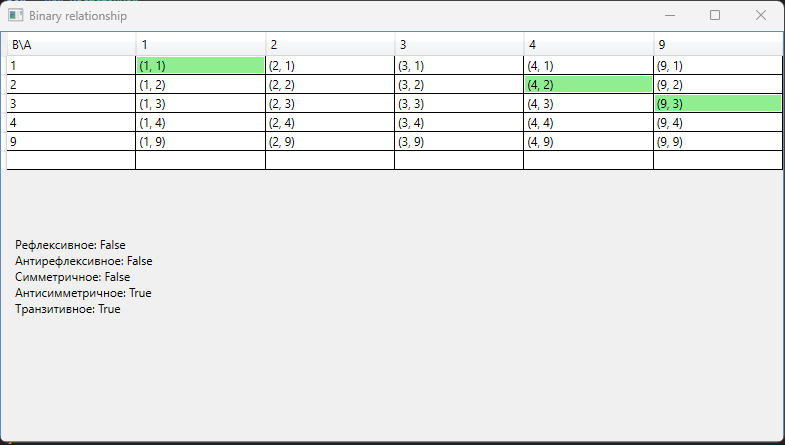 Binary relationship
B\A 1 2 3 4 9
1 (1, 1) (2, 1) (3, 1) (4, 1) (9, 1)
2 (1, 2) (2, 2) (3, 2) (4, 2) (9, 2)
3 (1, 3) (2, 3) (3, 3) (4, 3) (9, 3)
4 (1, 4) (2, 4) (3, 4) (4, 4) (9, 4)
9 (1, 9) (2, 9) (3, 9) (4, 9) (9, 9)
Рефлексивное: False
Антирефлексивное: False
Симметричное: False
Антисимметричное: True
Транзитивное: True